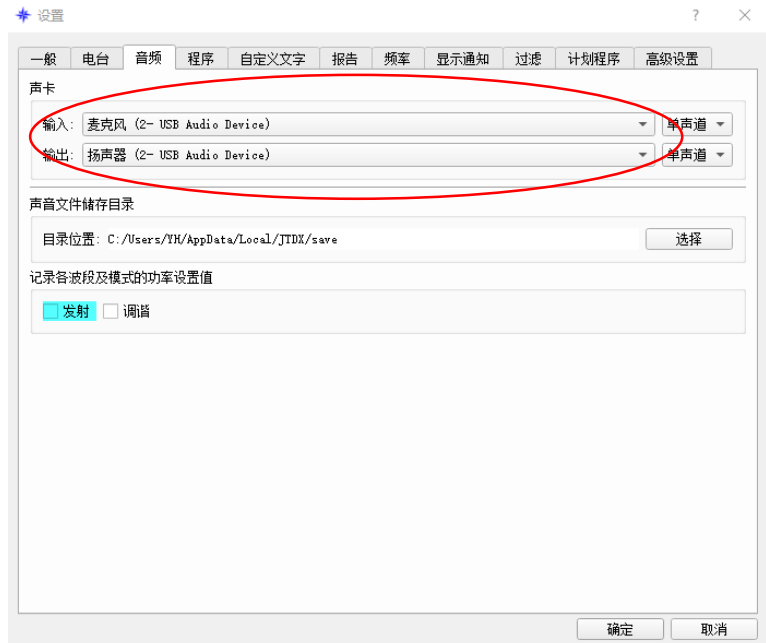 设置
一般 电台 音频 程序 自定义文字 报告 频率 显示通知 过滤 计划程序 高级设置
声卡
输入: 麦克风 (2- USB Audio Device) 单声道
输出: 扬声器 (2- USB Audio Device) 单声道
声音文件储存目录
目录位置: C:/Users/YH/AppData/Local/JTDX/save 选择
记录各波段及模式的功率设置值
发射 调谐
确定 取消